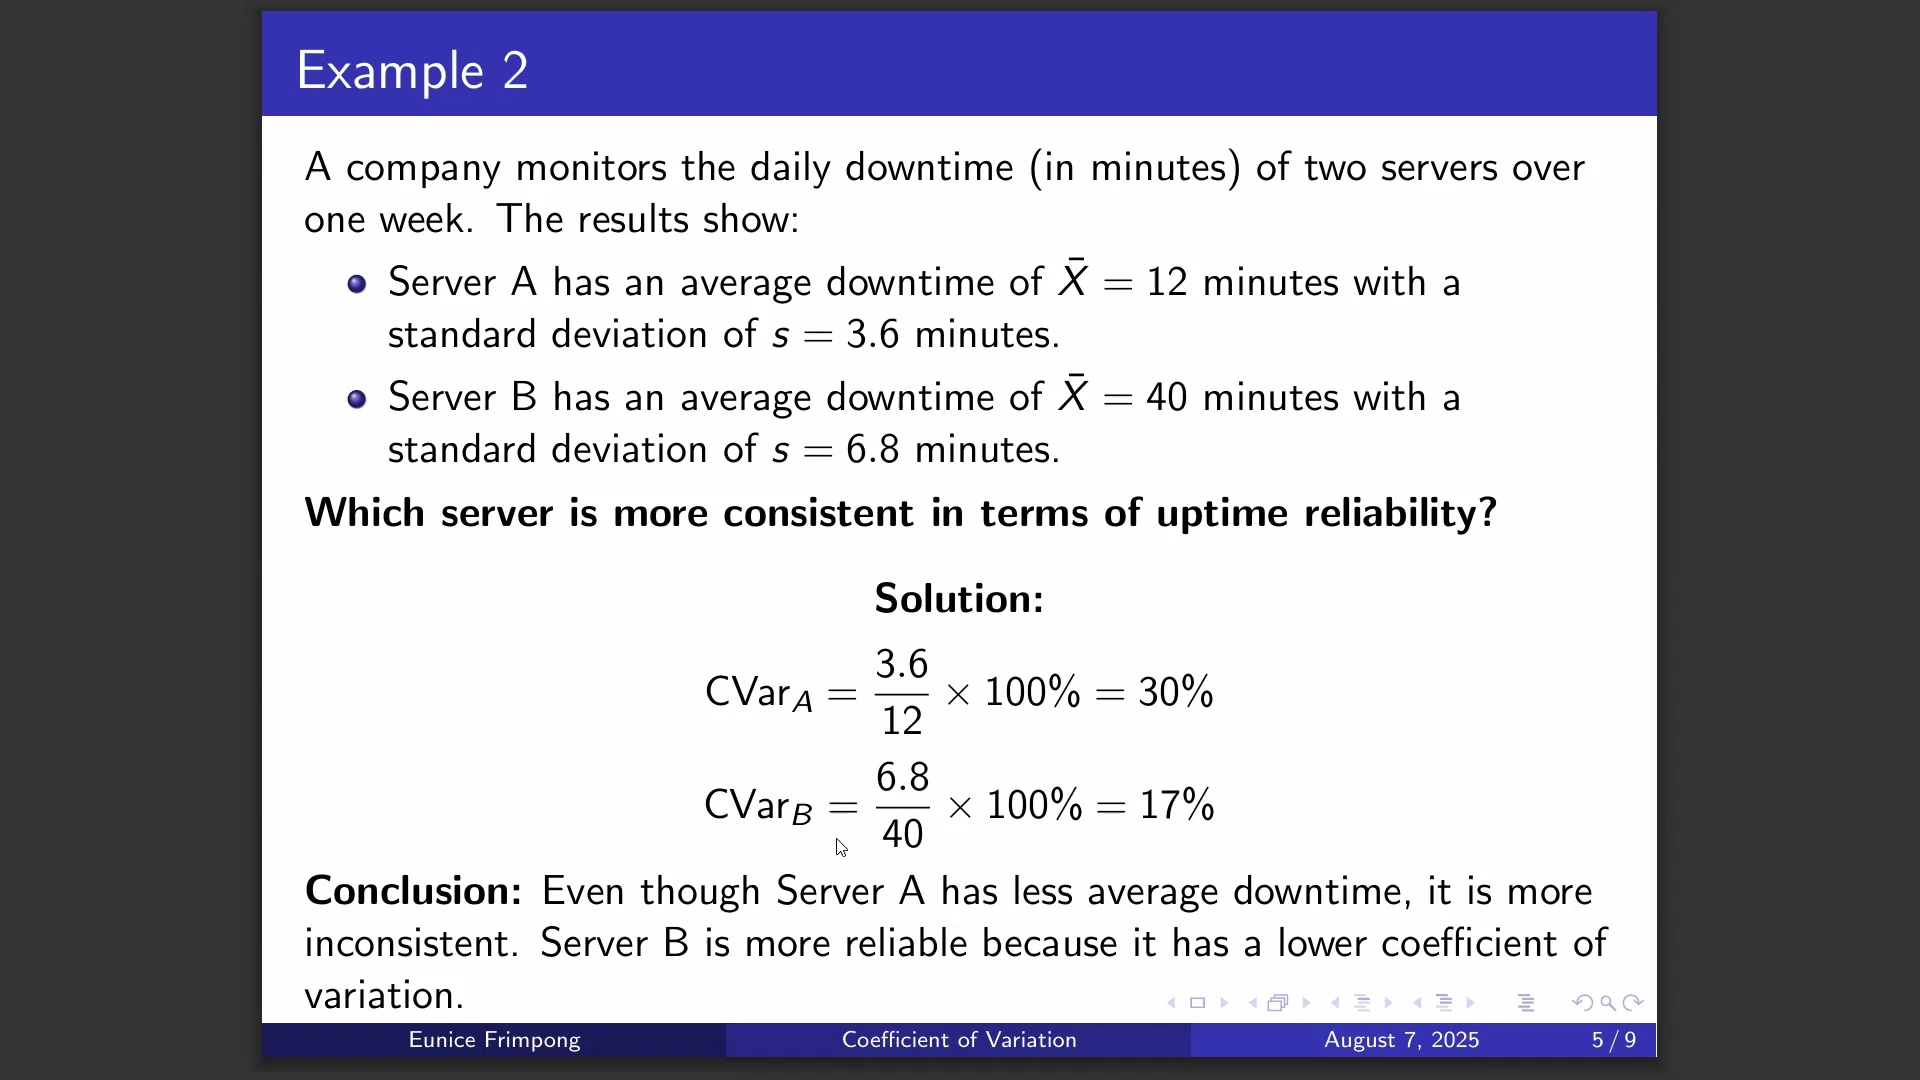 Example 2
A company monitors the daily downtime (in minutes) of two servers over
one week. The results show:
Server A has an average downtime of X̄ = 12 minutes with a
standard deviation of s = 3.6 minutes.
Server B has an average downtime of X̄ = 40 minutes with a
standard deviation of s = 6.8 minutes.
Which server is more consistent in terms of uptime reliability?
Solution:
CVar_A = 3.6/12 × 100% = 30%
CVar_B = 6.8/40 × 100% = 17%
Conclusion: Even though Server A has less average downtime, it is more
inconsistent. Server B is more reliable because it has a lower coefficient of
variation.
Eunice Frimpong Coefficient of Variation August 7, 2025 5 / 9